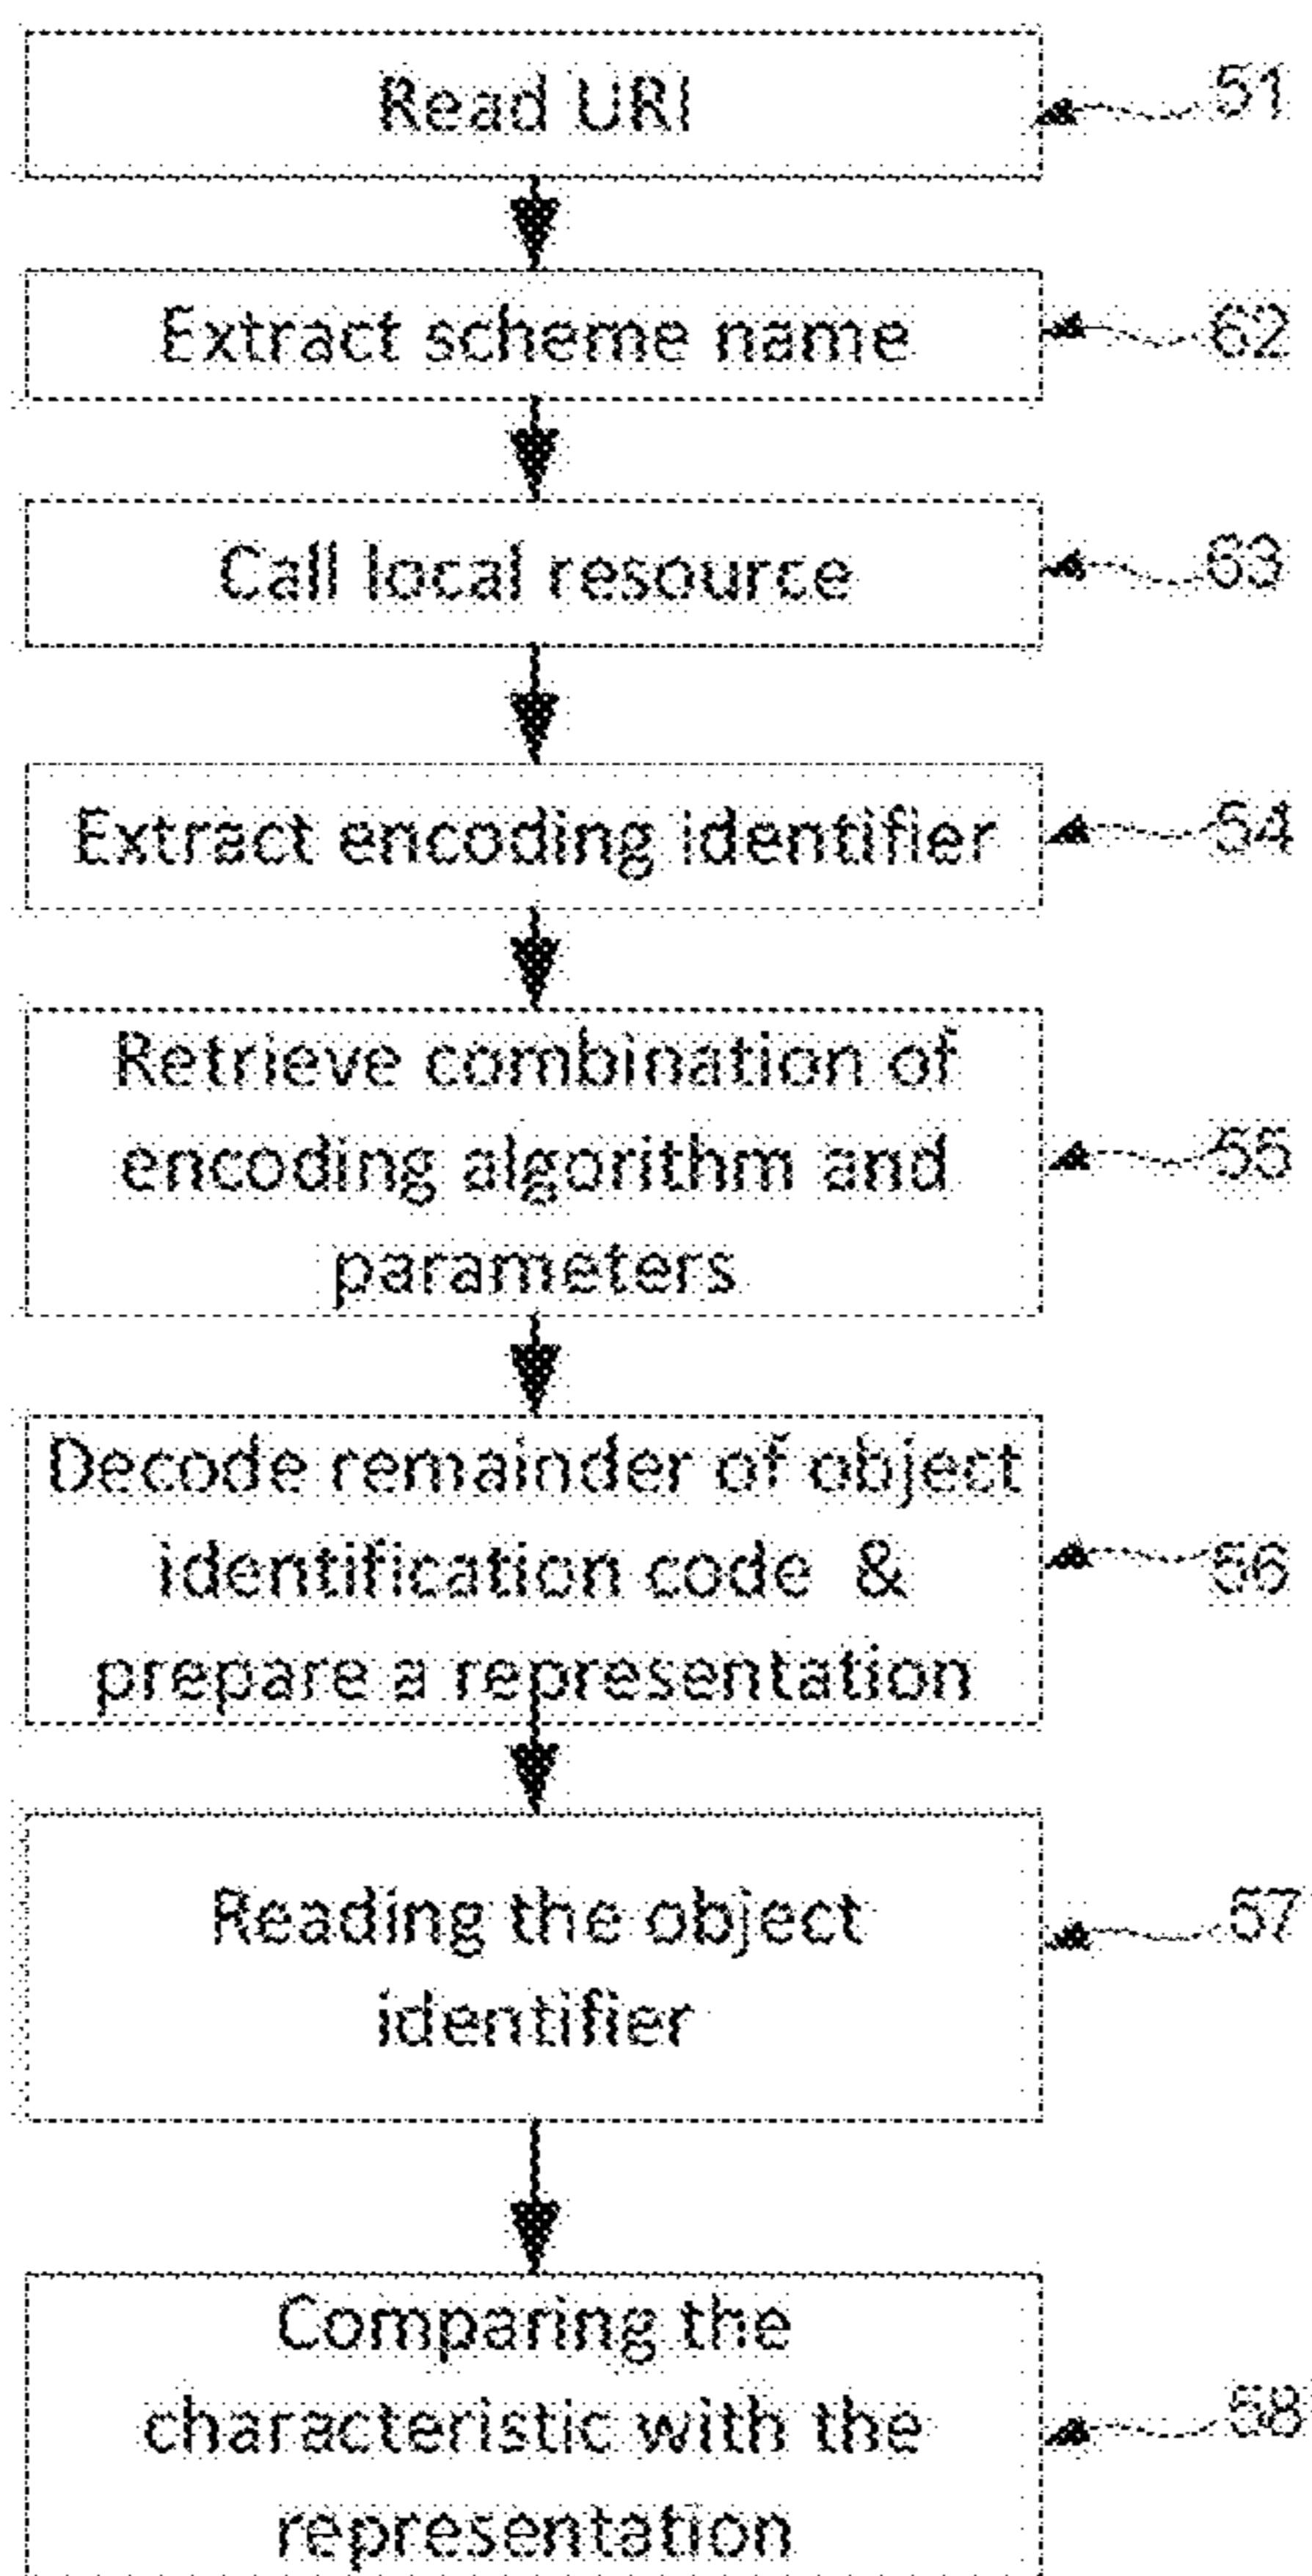 Read URI
51
Extract scheme name
62
Call local resource
63
Extract encoding identifier
54
Retrieve combination of
encoding algorithm and
parameters
55
Decode remainder of object
identification code &
prepare a representation
56
Reading the object
identifier
57
Comparing the
characteristic with the
representation
58